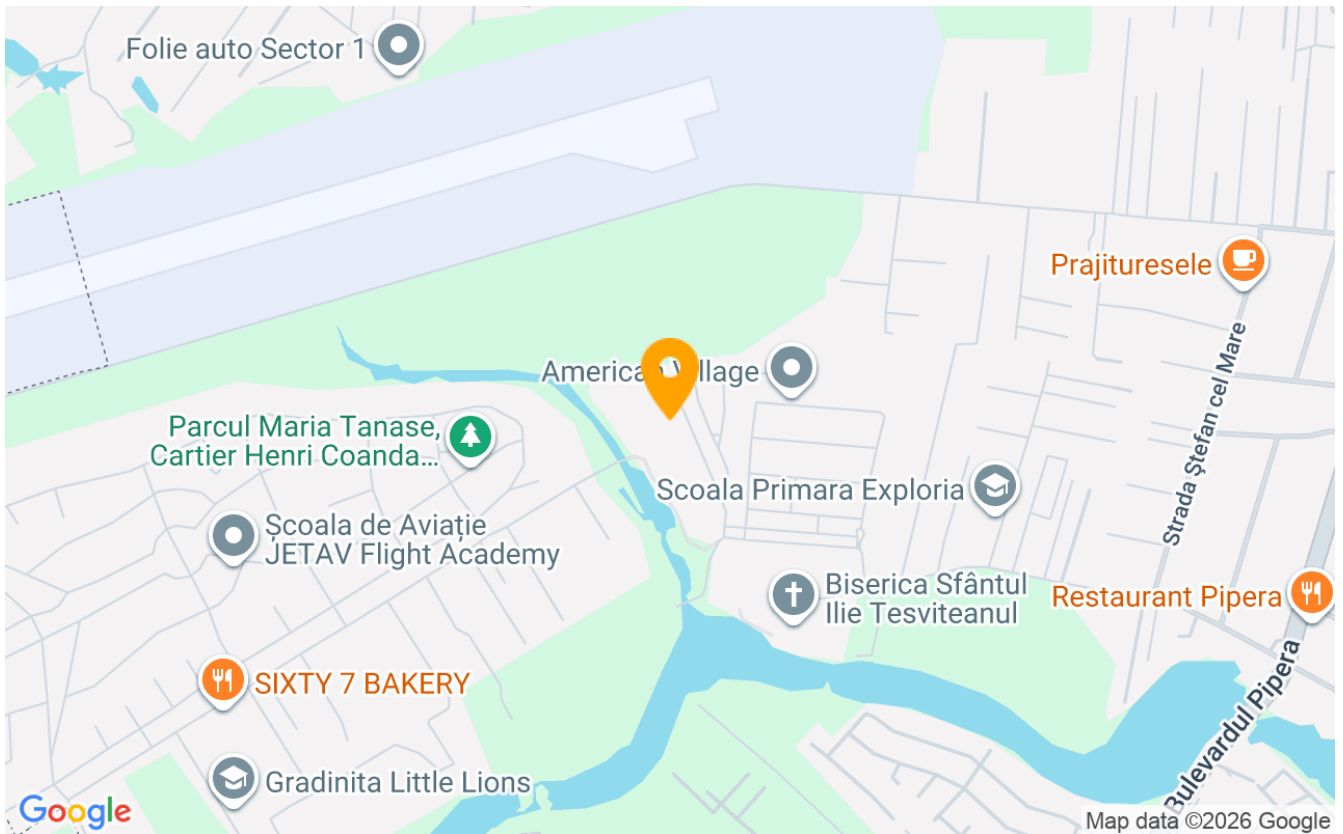 Folie auto Sector 1
Prajituresele
American Village
Parcul Maria Tanase,
Cartier Henri Coanda...
Strada Ștefan cel Mare
Scoala Primara Exploria
Școala de Aviație
JETAV Flight Academy
Biserica Sfântul
Ilie Tesviteanul
Restaurant Pipera
SIXTY 7 BAKERY
Bulevardul Pipera
Gradinita Little Lions
Google
Map data ©2026 Google